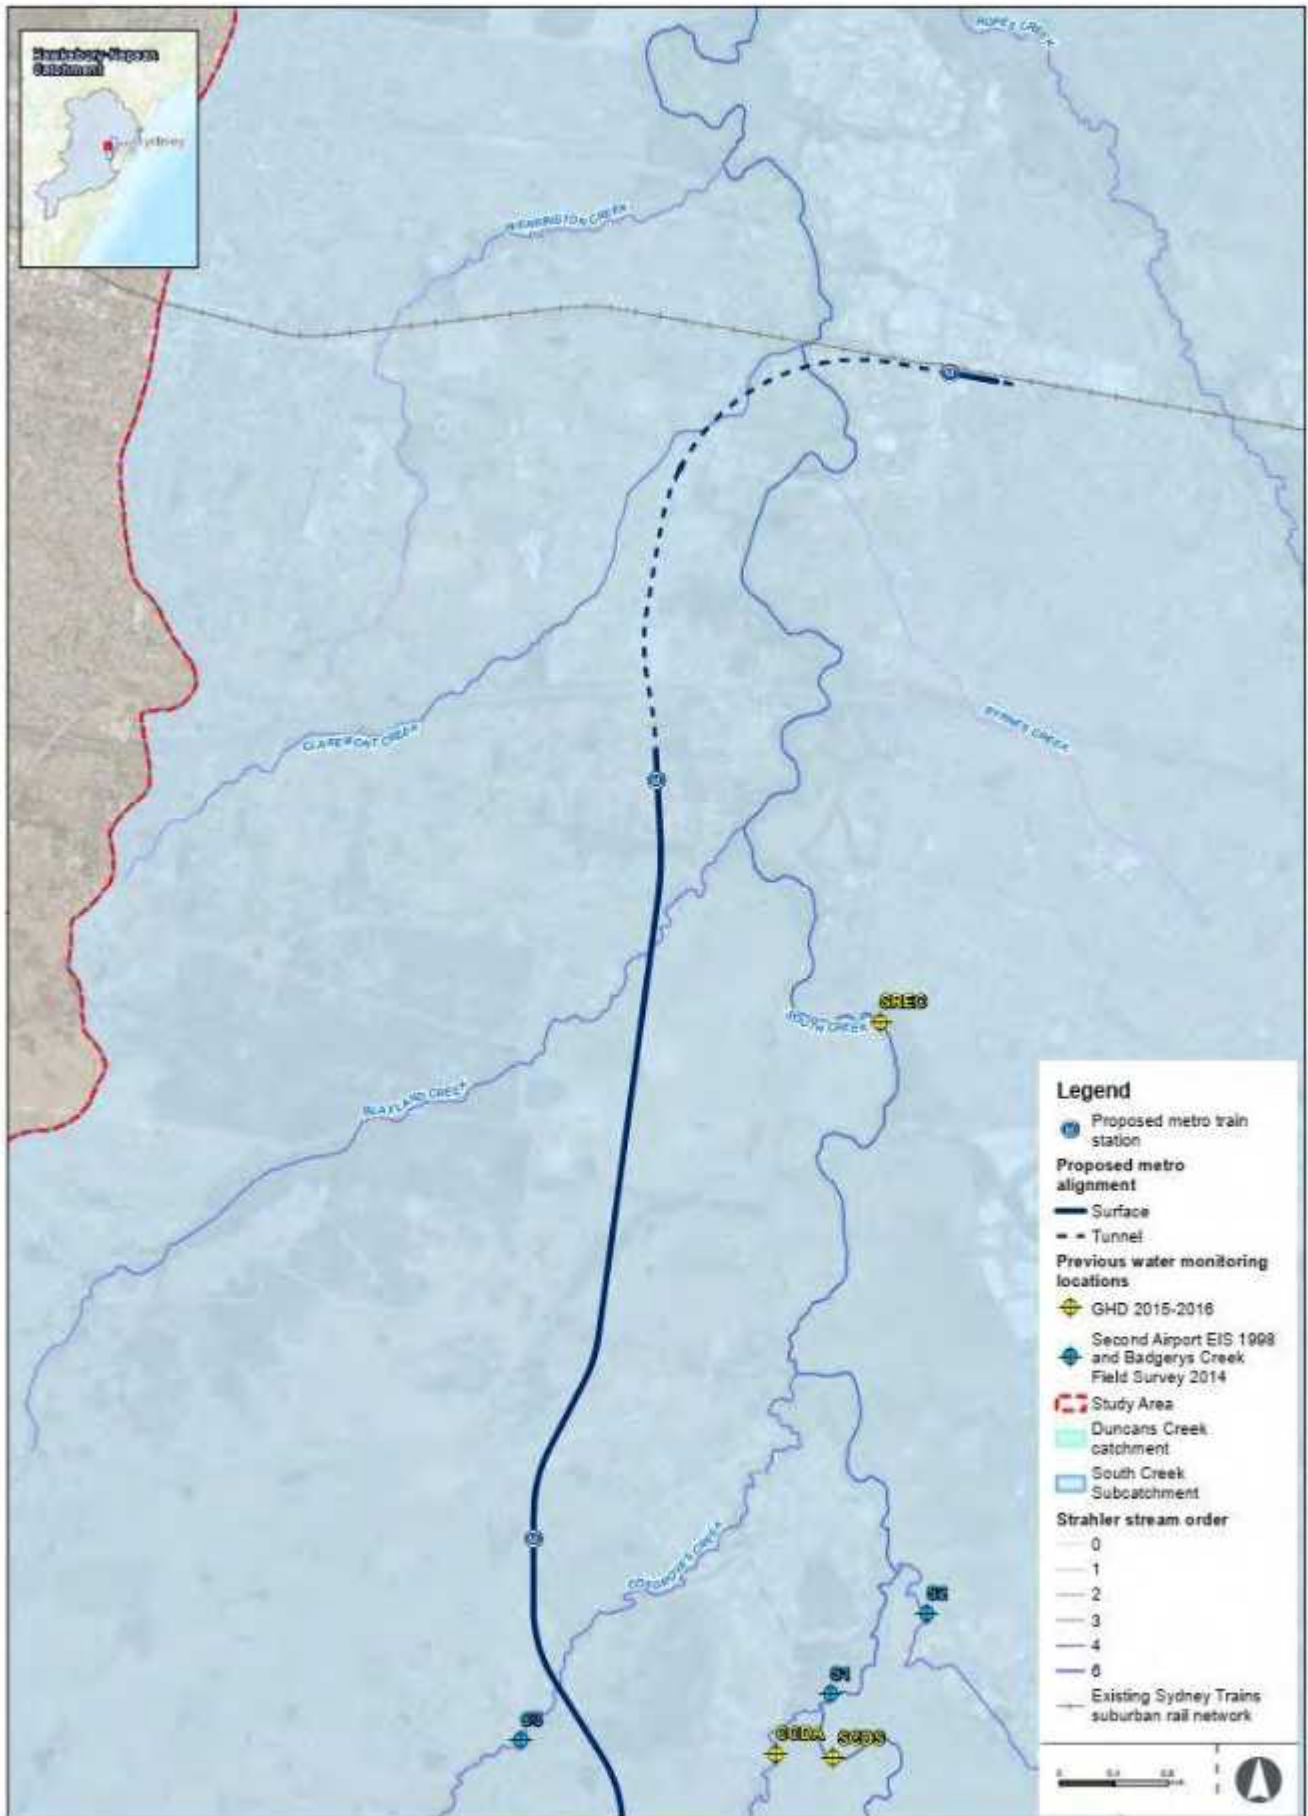 Hawksbury-Nepean
Catchment
Sydney
ROPES CREEK
WERRINGTON CREEK
M
CLAREMONT CREEK
BYRNES CREEK
M
SREC
SOUTH CREEK
BLAXLAND CREEK
M
COSGROVES CREEK
S2
S1
S3
SCDS
Legend
Proposed metro train
station
Proposed metro
alignment
Surface
Tunnel
Previous water monitoring
locations
GHD 2015-2016
Second Airport EIS 1998
and Badgerys Creek
Field Survey 2014
Study Area
Duncans Creek
catchment
South Creek
Subcatchment
Strahler stream order
0
1
2
3
4
6
Existing Sydney Trains
suburban rail network